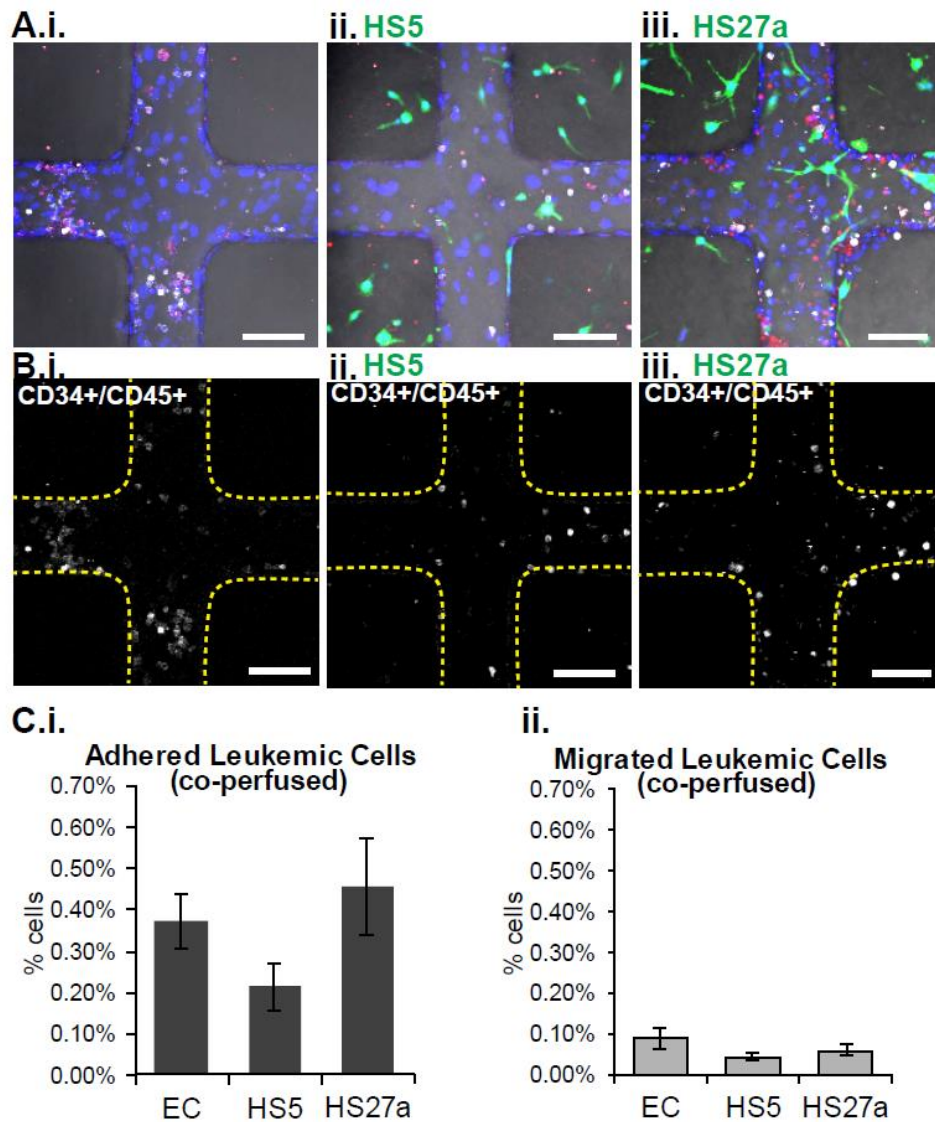 A.i.
ii. HS5
iii. HS27a
B.i.
ii. HS5
iii. HS27a
CD34+/CD45+
CD34+/CD45+
CD34+/CD45+
C.i.
Adhered Leukemic Cells
(co-perfused)
0.70%
0.60%
0.50%
0.40%
0.30%
0.20%
0.10%
0.00%
% cells
EC
HS5
HS27a
ii.
Migrated Leukemic Cells
(co-perfused)
0.70%
0.60%
0.50%
0.40%
0.30%
0.20%
0.10%
0.00%
% cells
EC
HS5
HS27a